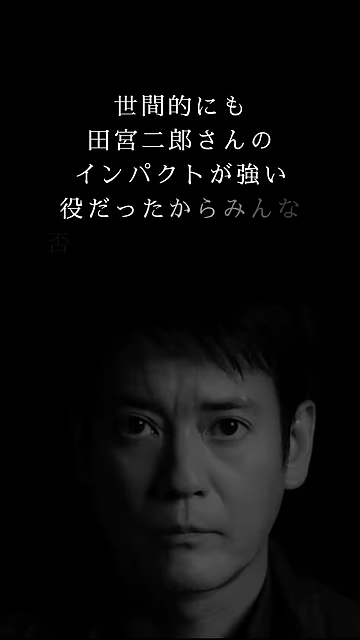 世間的にも
田宮二郎さんの
インパクトが強い
役だったからみんな
否